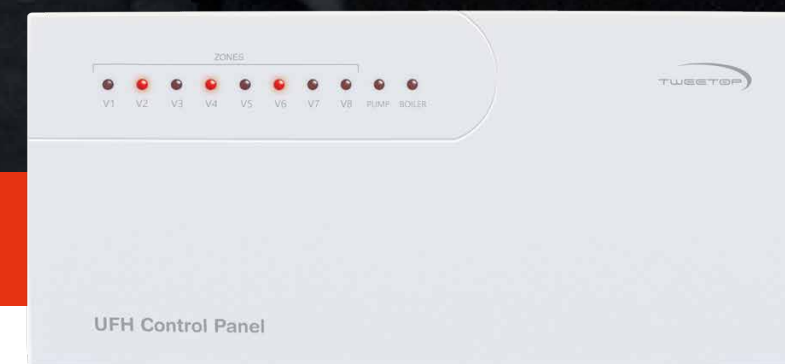 ZONES
V1 V2 V3 V4 V5 V6 V7 V8 PUMP BOILER
TWEETOP
UFH Control Panel